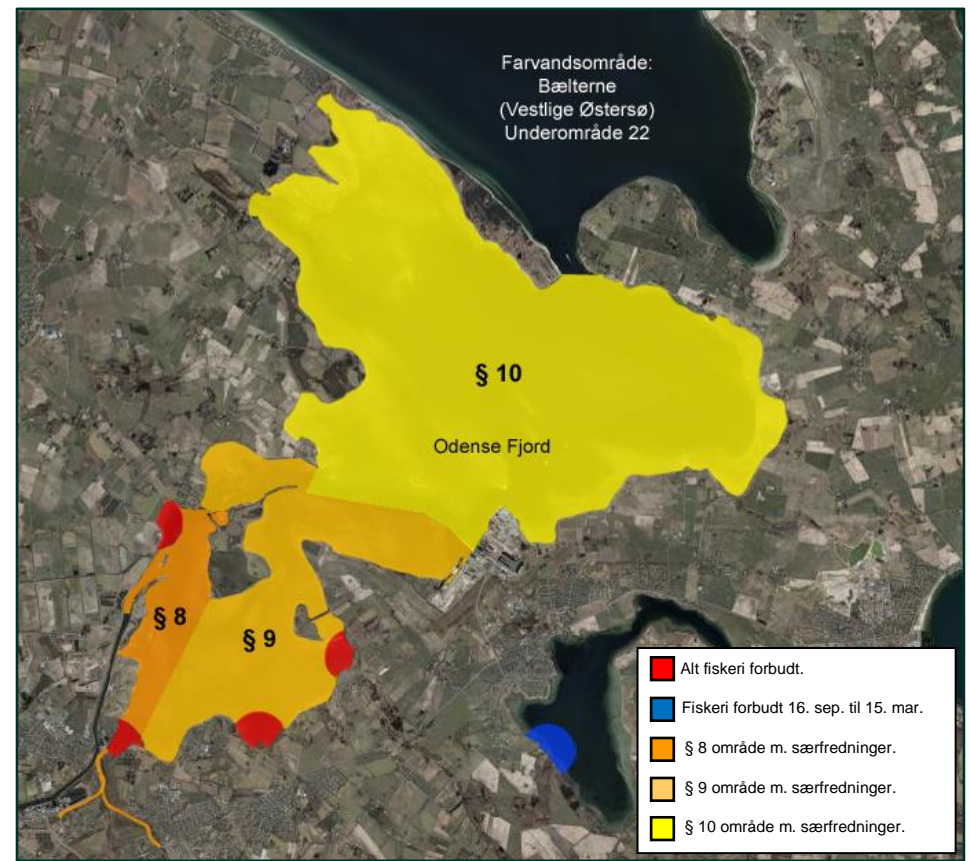 Farvandsområde:
Bælterne
(Vestlige Østersø)
Underområde 22
§ 10
Odense Fjord
§ 8
§ 9
Alt fiskeri forbudt.
Fiskeri forbudt 16. sep. til 15. mar.
§ 8 område m. særfredninger.
§ 9 område m. særfredninger.
§ 10 område m. særfredninger.